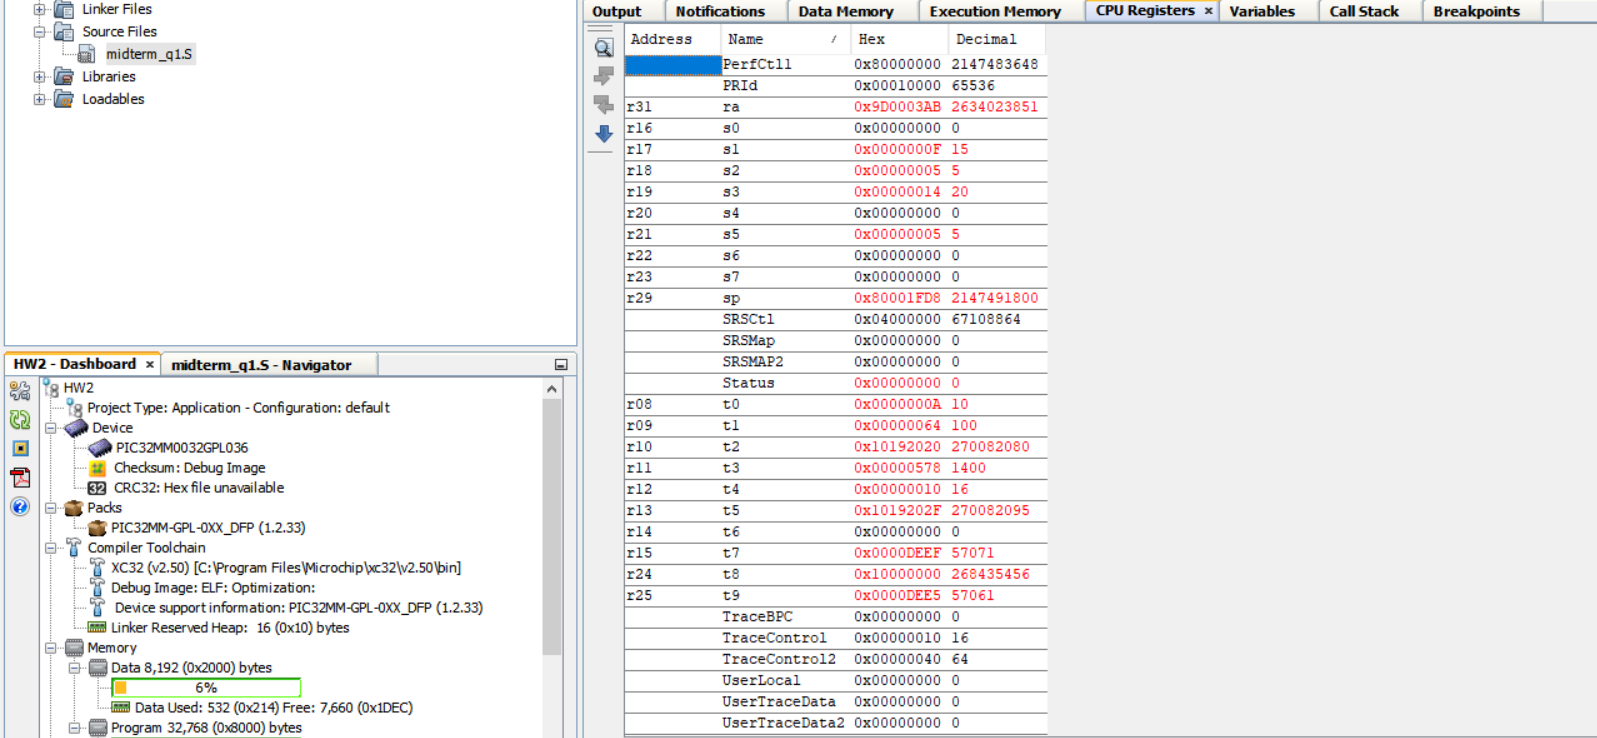 Linker Files
Source Files
midterm_q1.S
Libraries
Loadables
HW2 - Dashboard × midterm_q1.S - Navigator
HW2
Project Type: Application - Configuration: default
Device
PIC32MM0032GPL036
Checksum: Debug Image
CRC32: Hex file unavailable
Packs
PIC32MM-GPL-0XX_DFP (1.2.33)
Compiler Toolchain
XC32 (v2.50) [C:\Program Files\Microchip\xc32\v2.50\bin]
Debug Image: ELF: Optimization:
Device support information: PIC32MM-GPL-0XX_DFP (1.2.33)
Linker Reserved Heap: 16 (0x10) bytes
Memory
Data 8,192 (0x2000) bytes
6%
Data Used: 532 (0x214) Free: 7,660 (0x1DEC)
Program 32,768 (0x8000) bytes
Output Notifications Data Memory Execution Memory CPU Registers × Variables Call Stack Breakpoints
Address Name / Hex Decimal
PerfCtl1 0x80000000 2147483648
PRId 0x00010000 65536
r31 ra 0x9D0003AB 2634023851
r16 s0 0x00000000 0
r17 s1 0x0000000F 15
r18 s2 0x00000005 5
r19 s3 0x00000014 20
r20 s4 0x00000000 0
r21 s5 0x00000005 5
r22 s6 0x00000000 0
r23 s7 0x00000000 0
r29 sp 0x80001FD8 2147491800
SRSCtl 0x04000000 67108864
SRSMap 0x00000000 0
SRSMAP2 0x00000000 0
Status 0x00000000 0
r08 t0 0x0000000A 10
r09 t1 0x00000064 100
r10 t2 0x10192020 270082080
r11 t3 0x00000578 1400
r12 t4 0x00000010 16
r13 t5 0x1019202F 270082095
r14 t6 0x00000000 0
r15 t7 0x0000DEEF 57071
r24 t8 0x10000000 268435456
r25 t9 0x0000DEE5 57061
TraceBPC 0x00000000 0
TraceControl 0x00000010 16
TraceControl2 0x00000040 64
UserLocal 0x00000000 0
UserTraceData 0x00000000 0
UserTraceData2 0x00000000 0